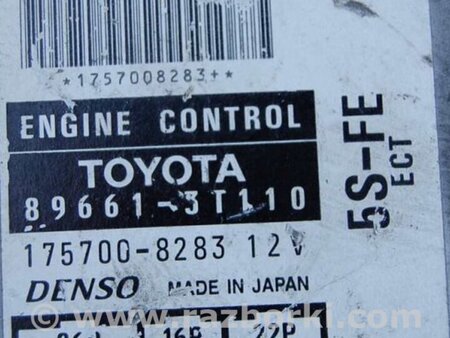 *1757008283+*
ENGINE CONTROL
TOYOTA
89661-3T110
175700-8283 12V
DENSO MADE IN JAPAN
16P 22P
5S-FE
ECT
www.razborki.com